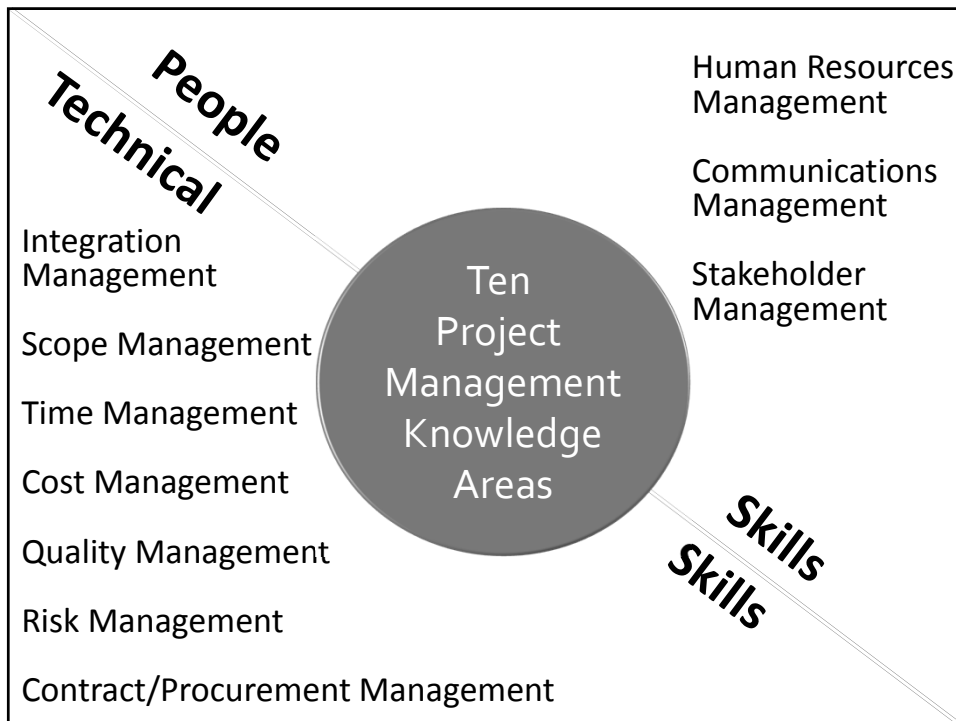 People
Technical
Human Resources
Management
Communications
Management
Stakeholder
Management
Integration
Management
Scope Management
Time Management
Cost Management
Quality Management
Risk Management
Contract/Procurement Management
Ten
Project
Management
Knowledge
Areas
Skills
Skills